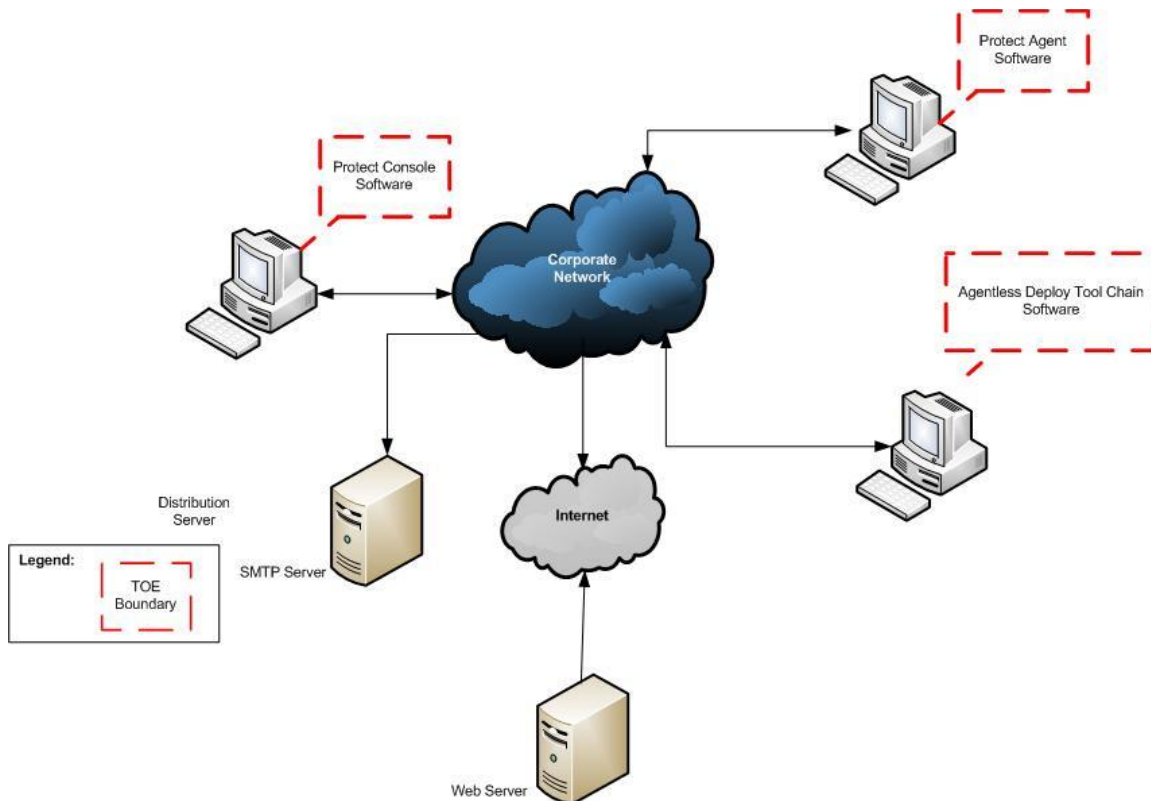 Protect Agent
Software
Protect Console
Software
Corporate
Network
Agentless Deploy Tool Chain
Software
Distribution
Server
Internet
Legend:
TOE
Boundary
SMTP Server
Web Server